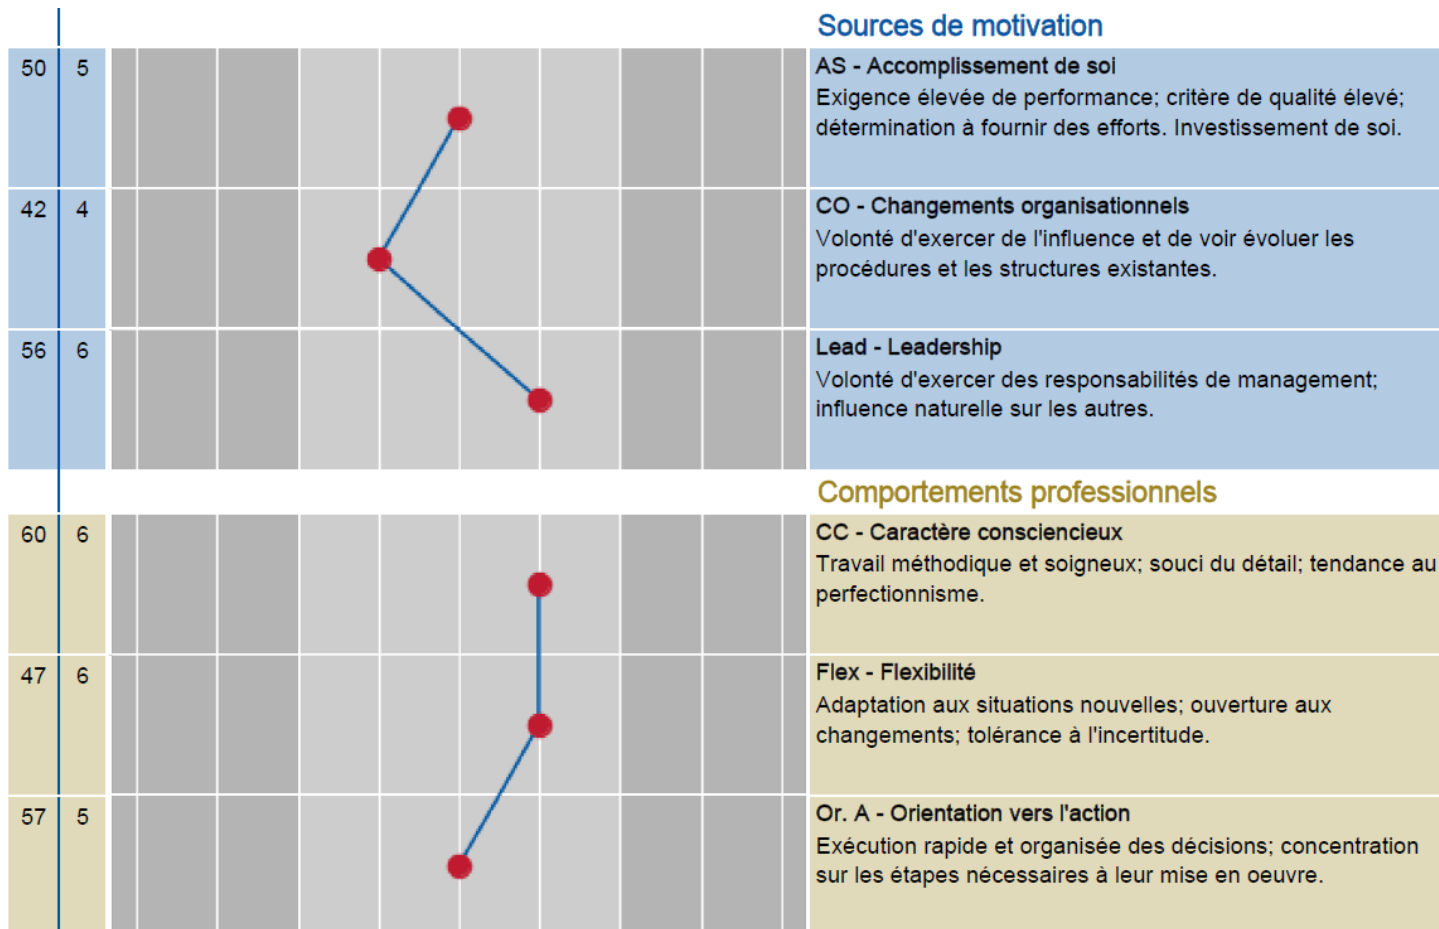 Sources de motivation
50 5 AS - Accomplissement de soi
Exigence élevée de performance; critère de qualité élevé;
détermination à fournir des efforts. Investissement de soi.
42 4 CO - Changements organisationnels
Volonté d'exercer de l'influence et de voir évoluer les
procédures et les structures existantes.
56 6 Lead - Leadership
Volonté d'exercer des responsabilités de management;
influence naturelle sur les autres.
Comportements professionnels
60 6 CC - Caractère consciencieux
Travail méthodique et soigneux; souci du détail; tendance au
perfectionnisme.
47 6 Flex - Flexibilité
Adaptation aux situations nouvelles; ouverture aux
changements; tolérance à l'incertitude.
57 5 Or. A - Orientation vers l'action
Exécution rapide et organisée des décisions; concentration
sur les étapes nécessaires à leur mise en oeuvre.